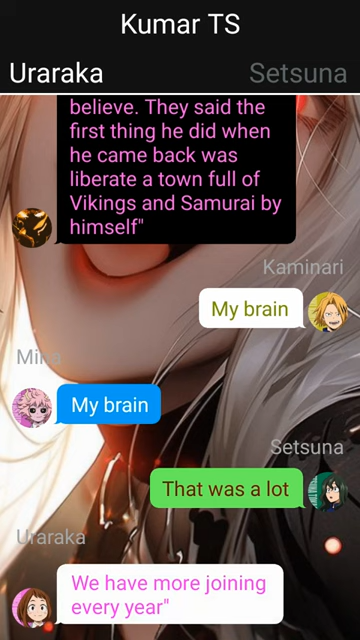 Kumar TS
Uraraka
Setsuna
believe. They said the
first thing he did when
he came back was
liberate a town full of
Vikings and Samurai by
himself"
Kaminari
My brain
Mina
My brain
Setsuna
That was a lot
Uraraka
We have more joining
every year"